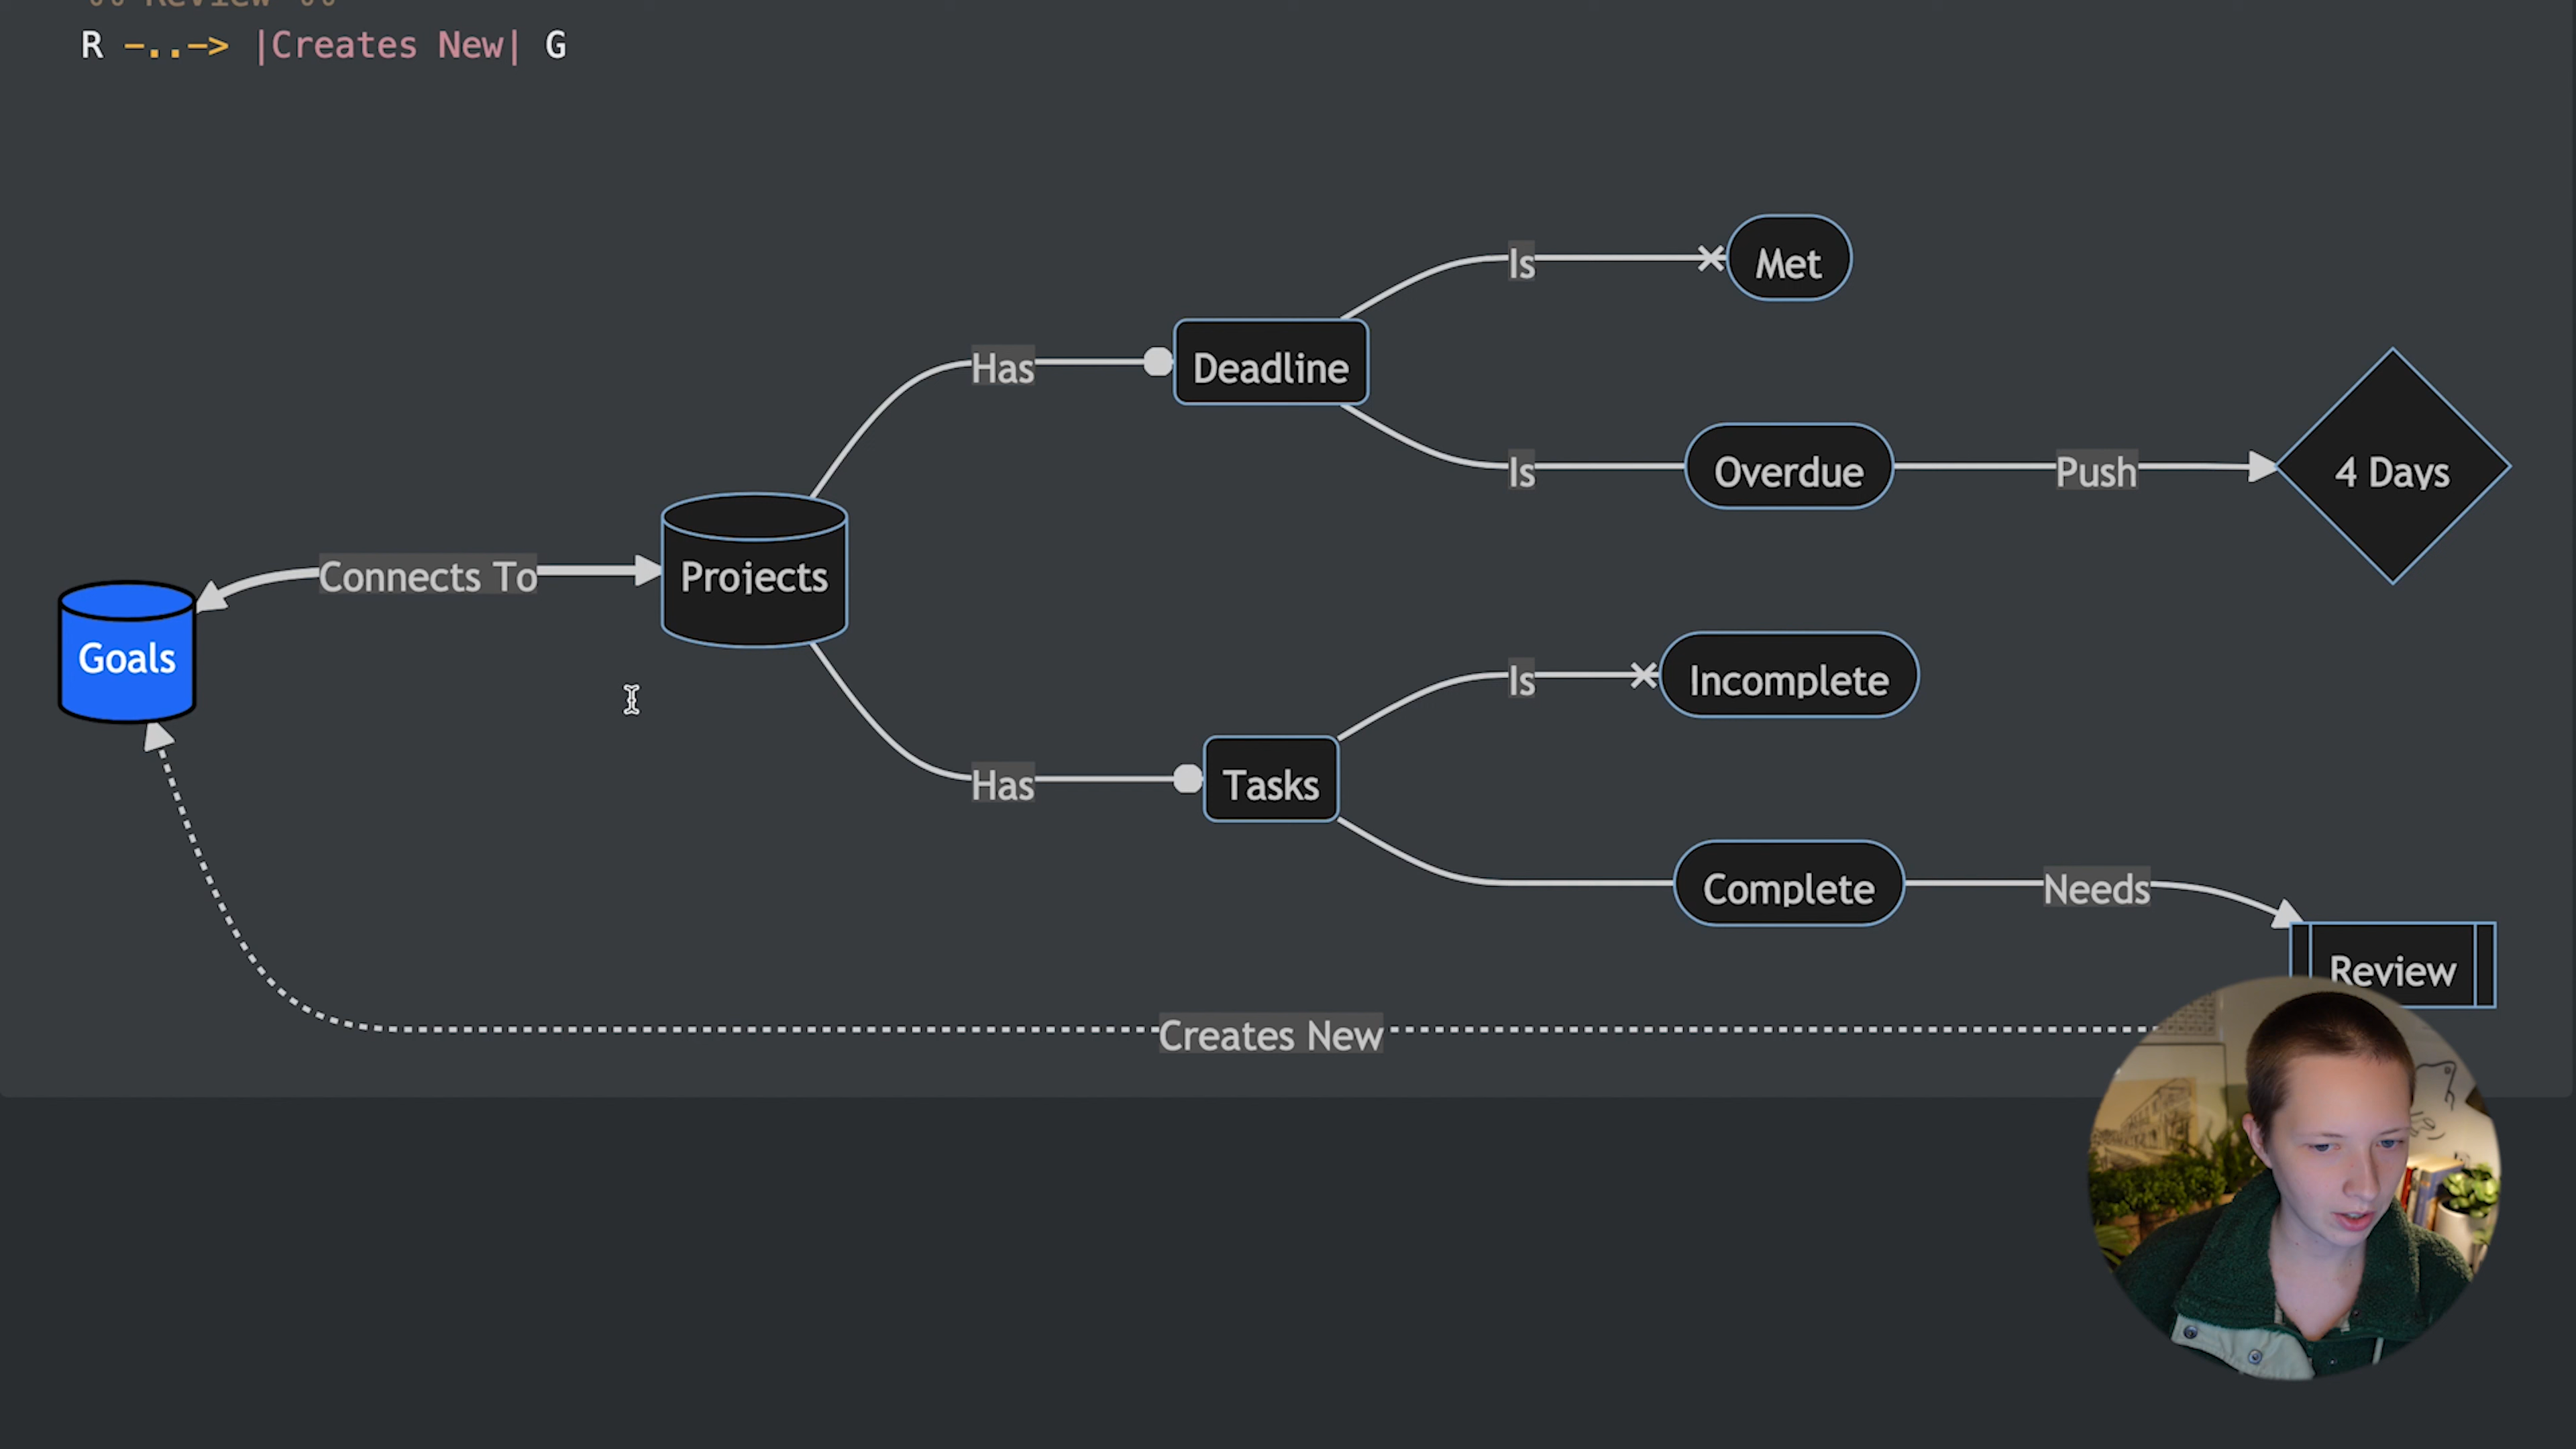 %% Review %%
R -..-> |Creates New| G
Is
Met
Has
Deadline
Is
Overdue
Push
4 Days
Connects To
Projects
Goals
Is
Incomplete
Has
Tasks
Complete
Needs
Review
Creates New